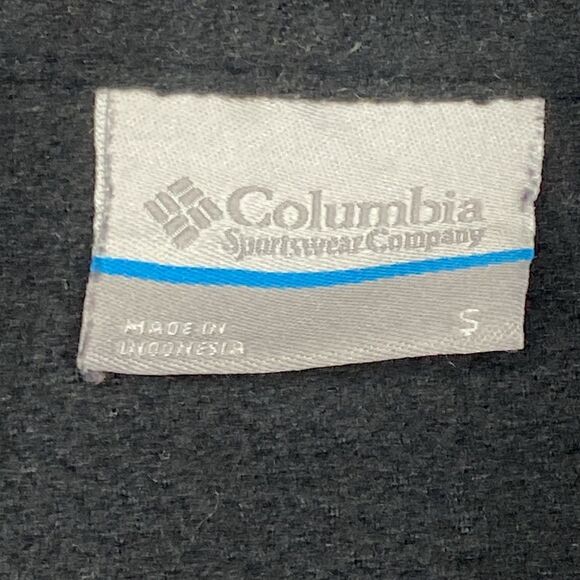 Columbia
Sportswear Company
MADE IN
INDONESIA
S